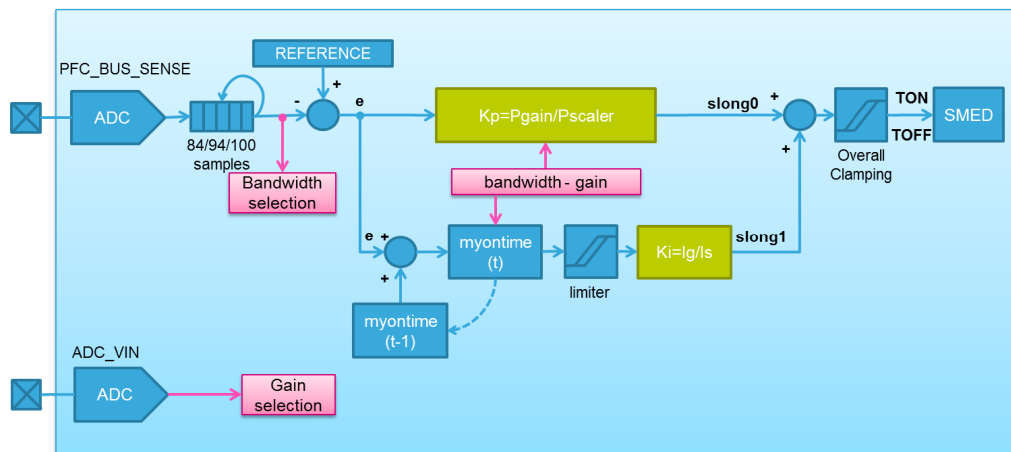 REFERENCE
PFC_BUS_SENSE
ADC
84/94/100
samples
Bandwidth
selection
-
+
e
Kp=Pgain/Pscaler
slong0
+
+
TON
TOFF
SMED
Overall
Clamping
bandwidth - gain
e
+
+
myontime
(t)
limiter
Ki=Ig/Is
slong1
myontime
(t-1)
ADC_VIN
ADC
Gain
selection